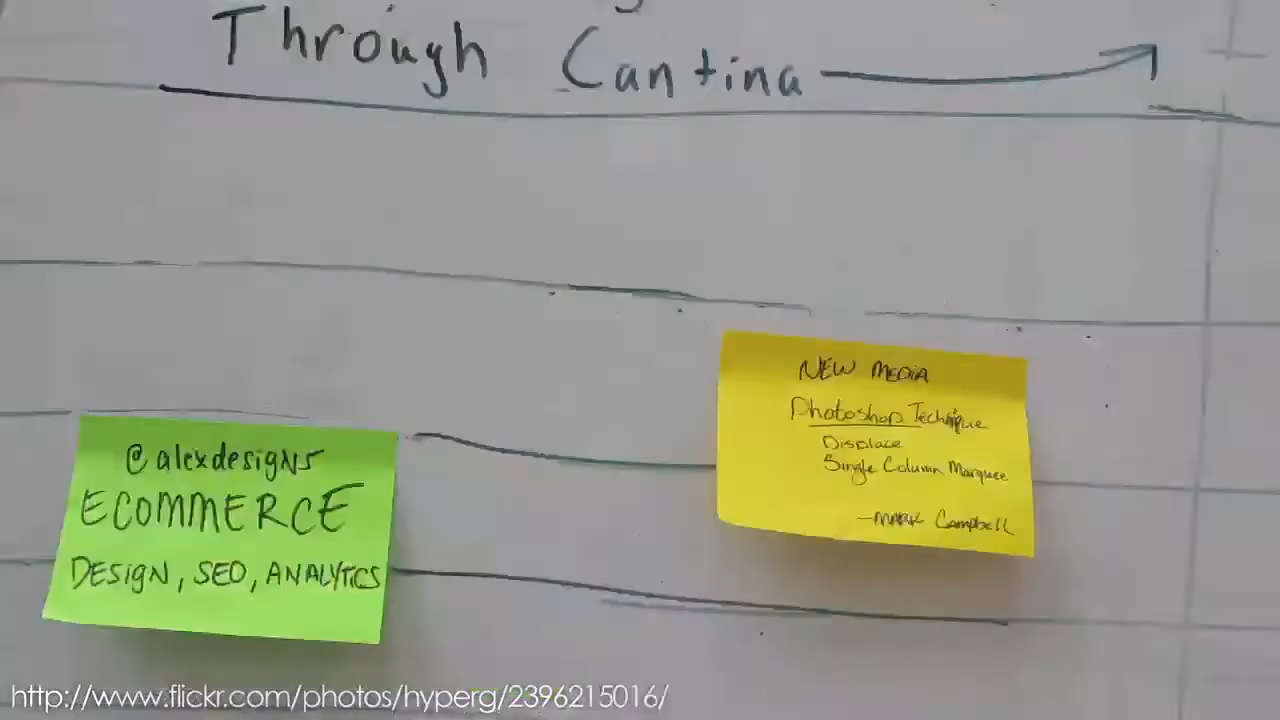 Through Cantina
NEW MEDIA
Photoshop Technique
Displace
Single Column Marquee
—MARK Campbell
@alexdesigns
ECOMMERCE
DESIGN, SEO, ANALYTICS
http://www.flickr.com/photos/hyperg/2396215016/